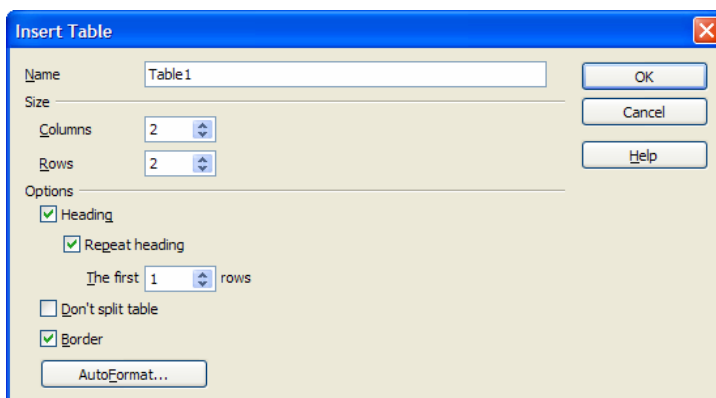 Insert Table
Name Table1 OK
Size Cancel
Columns 2
Rows 2 Help
Options
Heading
Repeat heading
The first 1 rows
Don't split table
Border
AutoFormat...